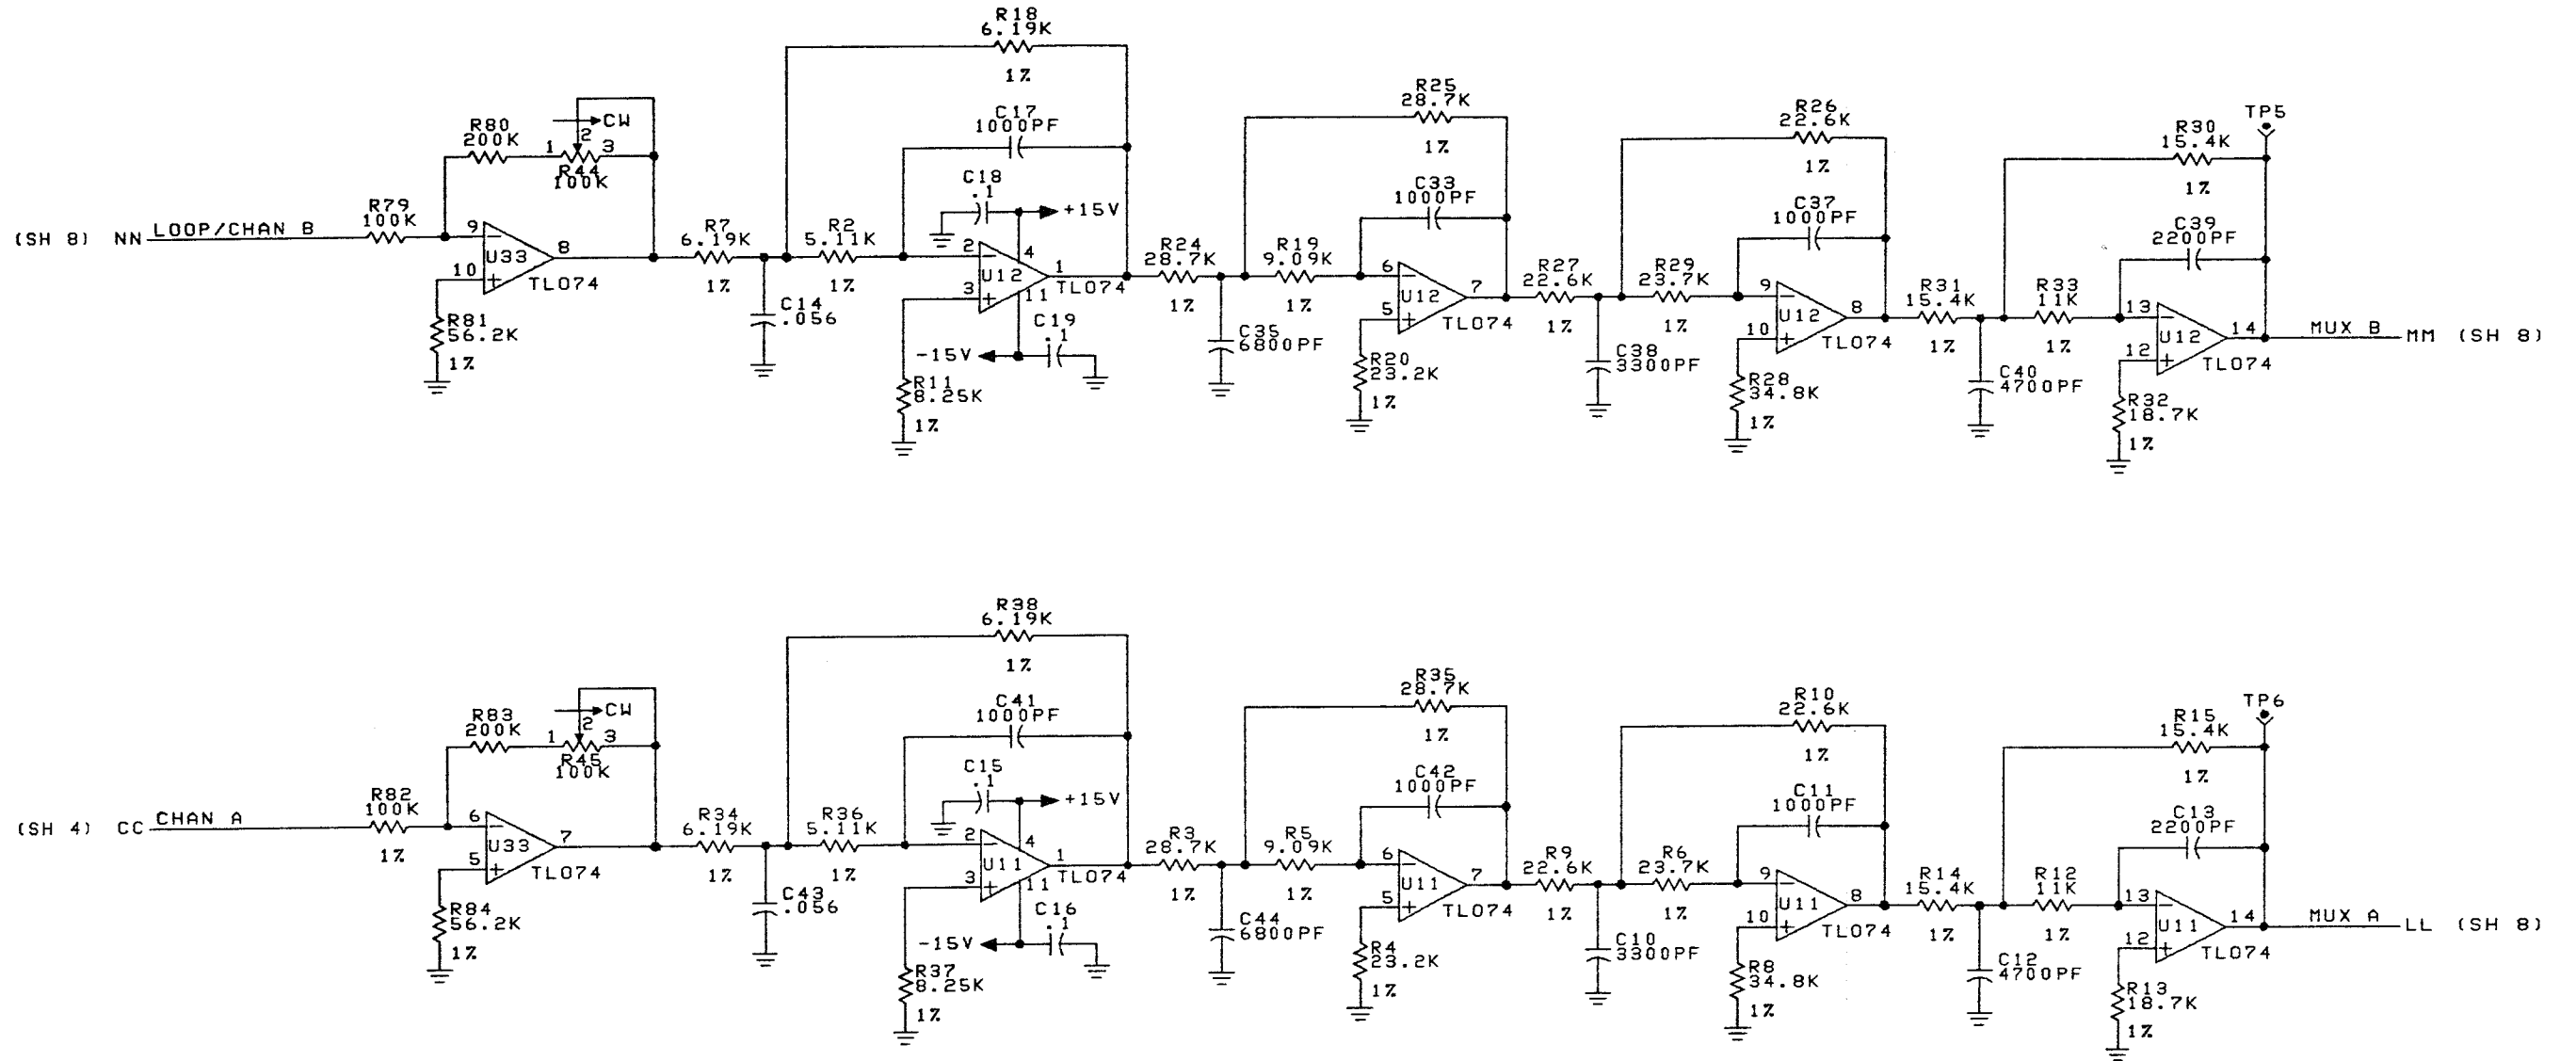 R18
6.19K
1%
R25
28.7K
1%
C17
1000PF
R26
22.6K
1%
TP5
R80
200K
CW
1
2
3
R44
100K
R30
15.4K
1%
C18
.1
+15V
C33
1000PF
C37
1000PF
C39
2200PF
(SH 8) NN LOOP/CHAN B
R79
100K
9
10
8
U33
TL074
R81
56.2K
1%
R7
6.19K
1%
C14
.056
R2
5.11K
1%
2
3
4
11
1
U12
TL074
C19
.1
-15V
R11
8.25K
1%
R24
28.7K
1%
C35
6800PF
R19
9.09K
1%
6
5
7
U12
TL074
R20
23.2K
1%
R27
22.6K
1%
C38
3300PF
R29
23.7K
1%
9
10
8
U12
TL074
R28
34.8K
1%
R31
15.4K
1%
C40
4700PF
R33
11K
1%
13
12
14
U12
TL074
R32
18.7K
1%
MUX B MM (SH 8)
R38
6.19K
1%
R35
28.7K
1%
C41
1000PF
R10
22.6K
1%
TP6
R83
200K
CW
1
2
3
R45
100K
R15
15.4K
1%
C15
.1
+15V
C42
1000PF
C11
1000PF
C13
2200PF
(SH 4) CC CHAN A
R82
100K
1%
6
5
7
U33
TL074
R84
56.2K
1%
R34
6.19K
1%
C43
.056
R36
5.11K
1%
2
3
4
11
1
U11
TL074
C16
.1
-15V
R37
8.25K
1%
R3
28.7K
1%
C44
6800PF
R5
9.09K
1%
6
5
7
U11
TL074
R4
23.2K
1%
R9
22.6K
1%
C10
3300PF
R6
23.7K
1%
9
10
8
U11
TL074
R8
34.8K
1%
R14
15.4K
1%
C12
4700PF
R12
11K
1%
13
12
14
U11
TL074
R13
18.7K
1%
MUX A LL (SH 8)